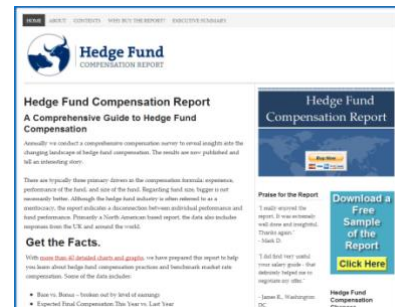 HOME ABOUT CONTENTS WHY BUY THE REPORT? EXECUTIVE SUMMARY
Hedge Fund
COMPENSATION REPORT
Hedge Fund Compensation Report
A Comprehensive Guide to Hedge Fund
Compensation
Annually we conduct a comprehensive compensation survey to reveal insights into the
changing landscape of hedge fund compensation. The results are now published and
tell an interesting story.
There are typically three primary drivers in the compensation formula: experience,
performance of the fund, and size of the fund. Regarding fund size, bigger is not
necessarily better. Although the hedge fund industry is often referred to as a
meritocracy, the report indicates a disconnection between individual performance and
fund performance. Primarily a North American based report, the data also includes
responses from the UK and around the world.
Get the Facts.
With more than 40 detailed charts and graphs, we have prepared this report to help
you learn about hedge fund compensation practices and benchmark market rate
compensation. Some of the data includes:
• Base vs. Bonus – broken out by level of earnings
• Expected Final Compensation This Year vs. Last Year
Hedge Fund
Compensation Report
Buy Now
Praise for the Report
"I really enjoyed the
report. It was extremely
well done and insightful.
Thanks again."
- Mark D.
"I did find very useful
your salary guide - that
definitely helped me to
negotiate my offer."
- James R., Washington
DC
Download a
Free
Sample
of the
Report
Click Here
Hedge Fund
Compensation